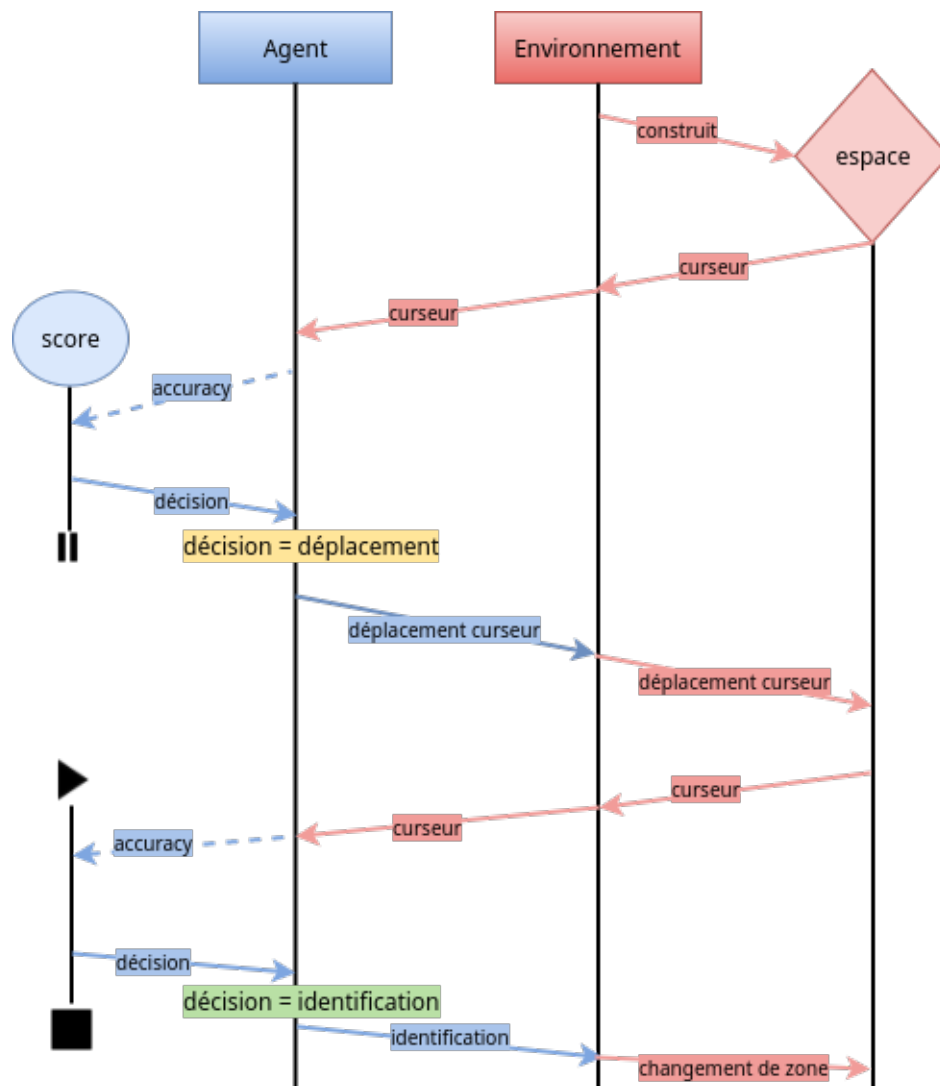 Agent
Environnement
construit
espace
curseur
curseur
score
accuracy
décision
décision = déplacement
déplacement curseur
déplacement curseur
curseur
curseur
accuracy
décision
décision = identification
identification
changement de zone